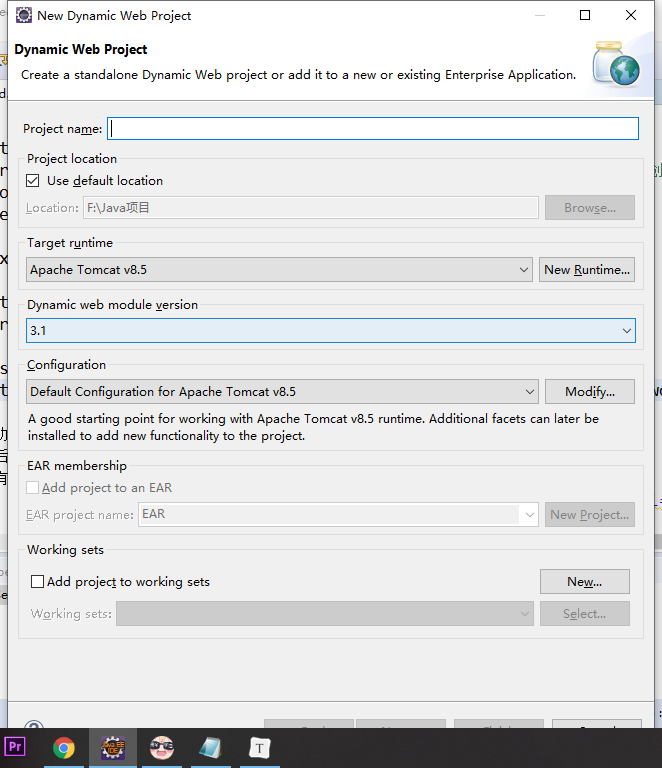 New Dynamic Web Project
Dynamic Web Project
Create a standalone Dynamic Web project or add it to a new or existing Enterprise Application.
Project name:
Project location
Use default location
Location: F:\Java项目 Browse...
Target runtime
Apache Tomcat v8.5 New Runtime...
Dynamic web module version
3.1
Configuration
Default Configuration for Apache Tomcat v8.5 Modify...
A good starting point for working with Apache Tomcat v8.5 runtime. Additional facets can later be
installed to add new functionality to the project.
EAR membership
Add project to an EAR
EAR project name: EAR New Project...
Working sets
Add project to working sets New...
Working sets: Select...
Pr
JAVA EE
IDE
T